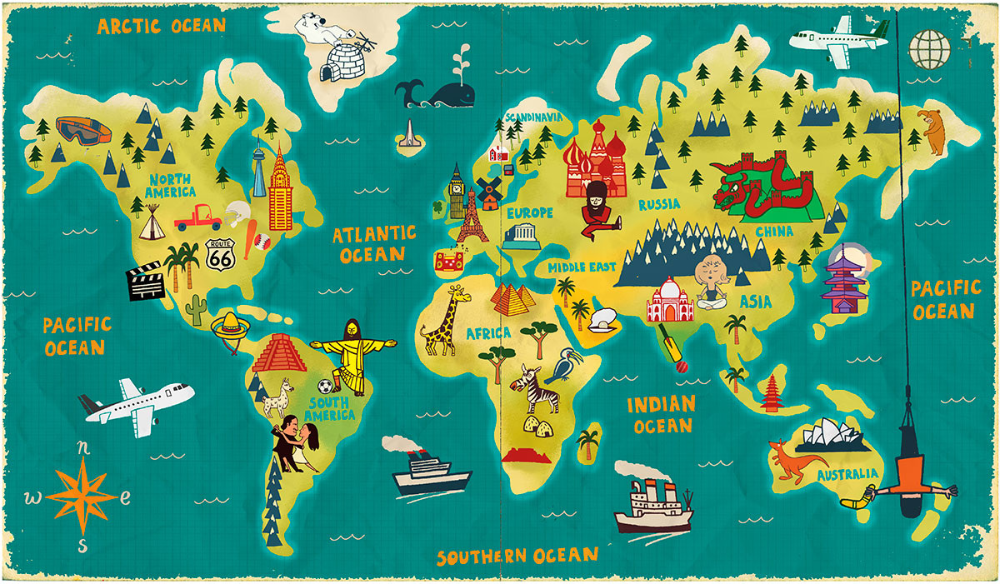 ARCTIC OCEAN
SCANDINAVIA
NORTH
AMERICA
ROUTE
66
ATLANTIC
OCEAN
EUROPE
RUSSIA
CHINA
MIDDLE EAST
ASIA
PACIFIC
OCEAN
PACIFIC
OCEAN
AFRICA
SOUTH
AMERICA
INDIAN
OCEAN
AUSTRALIA
n
w e
s
SOUTHERN OCEAN